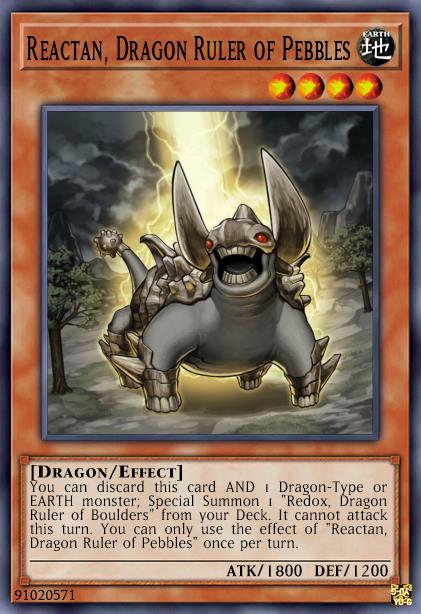 REACTAN, DRAGON RULER OF PEBBLES
EARTH
地
[DRAGON/EFFECT]
You can discard this card AND 1 Dragon-Type or
EARTH monster; Special Summon 1 "Redox, Dragon
Ruler of Boulders" from your Deck. It cannot attack
this turn. You can only use the effect of "Reactan,
Dragon Ruler of Pebbles" once per turn.
ATK/1800 DEF/1200
91020571